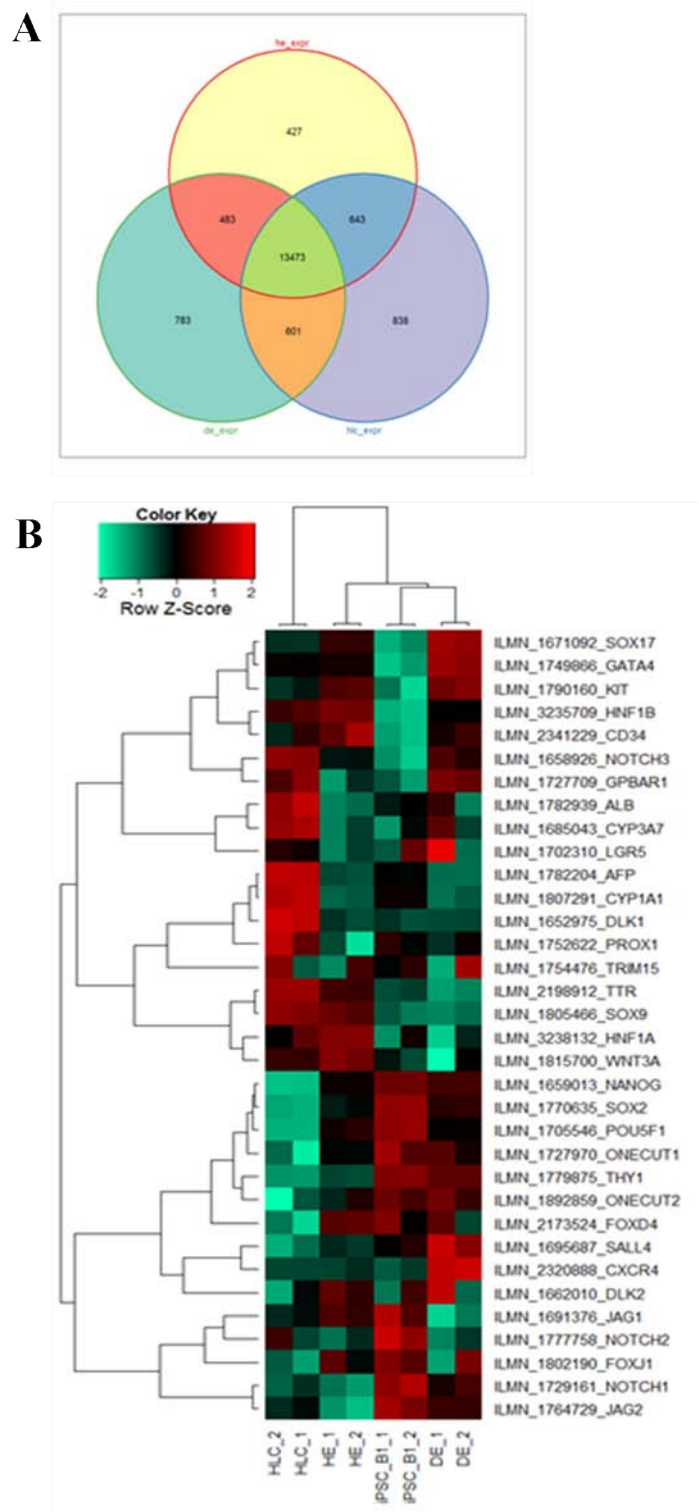 A
he_expr
427
483
643
13473
783
601
838
de_expr
hlc_expr
B
Color Key
-2 -1 0 1 2
Row Z-Score
ILMN_1671092_SOX17
ILMN_1749866_GATA4
ILMN_1790160_KIT
ILMN_3235709_HNF1B
ILMN_2341229_CD34
ILMN_1658926_NOTCH3
ILMN_1727709_GPBAR1
ILMN_1782939_ALB
ILMN_1685043_CYP3A7
ILMN_1702310_LGR5
ILMN_1782204_AFP
ILMN_1807291_CYP1A1
ILMN_1652975_DLK1
ILMN_1752622_PROX1
ILMN_1754476_TRIM15
ILMN_2198912_TTR
ILMN_1805466_SOX9
ILMN_3238132_HNF1A
ILMN_1815700_WNT3A
ILMN_1659013_NANOG
ILMN_1770635_SOX2
ILMN_1705546_POU5F1
ILMN_1727970_ONECUT1
ILMN_1779875_THY1
ILMN_1892859_ONECUT2
ILMN_2173524_FOXD4
ILMN_1695687_SALL4
ILMN_2320888_CXCR4
ILMN_1662010_DLK2
ILMN_1691376_JAG1
ILMN_1777758_NOTCH2
ILMN_1802190_FOXJ1
ILMN_1729161_NOTCH1
ILMN_1764729_JAG2
HLC_2
HLC_1
HE_1
HE_2
iPSC_B1_1
iPSC_B1_2
DE_1
DE_2